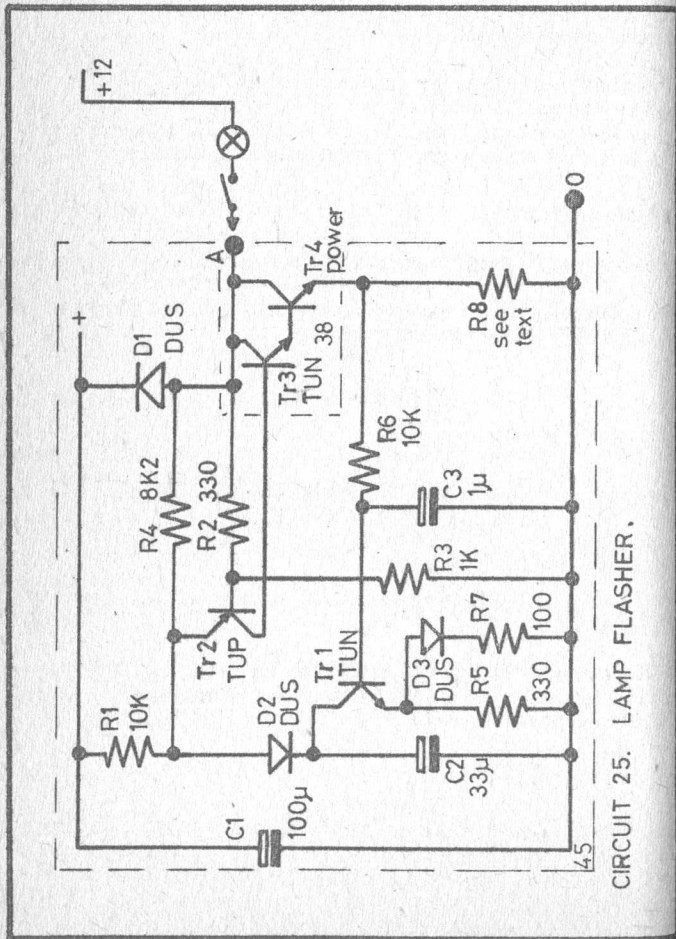 +12
A
+
D1
DUS
R4 8K2
R2 330
Tr3
TUN
38
Tr4
power
R8
see
text
0
R6
10K
C3
1μ
R3
1K
Tr2
TUP
R1
10K
D2
DUS
Tr1
TUN
D3
DUS
R7
100
R5
330
C2
33μ
C1
100μ
45
CIRCUIT 25. LAMP FLASHER.